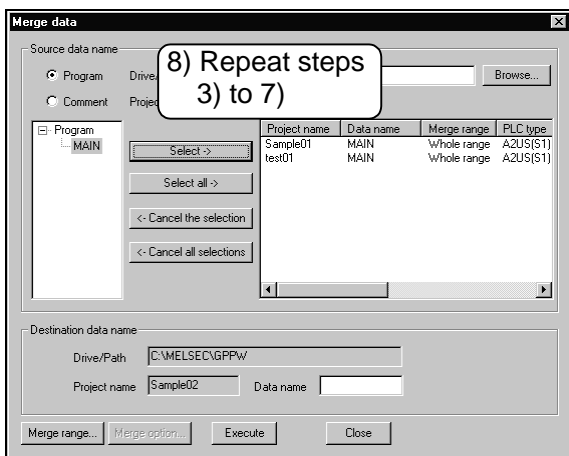 Merge data
Source data name
Program
Drive/
Browse...
8) Repeat steps
3) to 7)
Comment
Projec
Program
MAIN
Select ->
Select all ->
<- Cancel the selection
<- Cancel all selections
Project name Data name Merge range PLC type
Sample01 MAIN Whole range A2US(S1)
test01 MAIN Whole range A2US(S1)
Destination data name
Drive/Path C:\MELSEC\GPPW
Project name Sample02 Data name
Merge range... Merge option... Execute Close